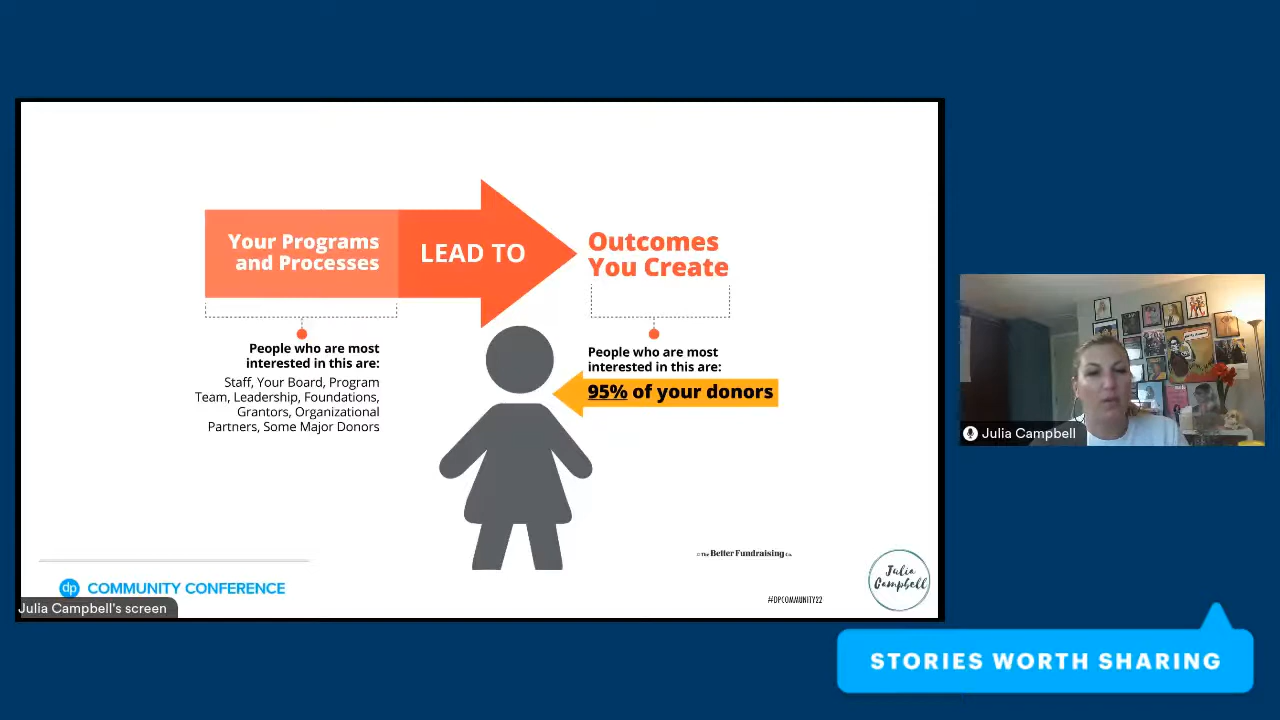 Your Programs
and Processes
LEAD TO
Outcomes
You Create
People who are most
interested in this are:
Staff, Your Board, Program
Team, Leadership, Foundations,
Grantors, Organizational
Partners, Some Major Donors
People who are most
interested in this are:
95% of your donors
© The Better Fundraising Co.
dp COMMUNITY CONFERENCE
#DPCOMMUNITY22
Julia
Campbell
Julia Campbell's screen
Julia Campbell
STORIES WORTH SHARING